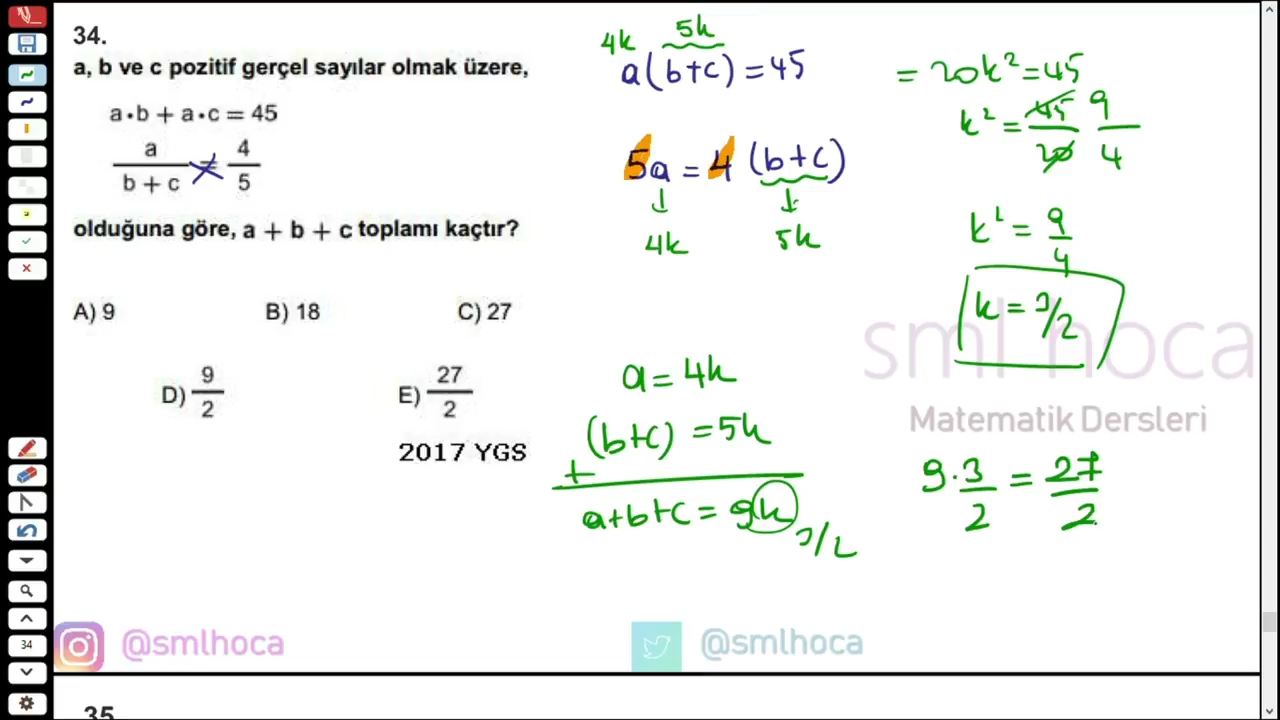 34.
a, b ve c pozitif gerçel sayılar olmak üzere,
a•b + a•c = 45
a / (b + c) = 4/5
olduğuna göre, a + b + c toplamı kaçtır?
A) 9
B) 18
C) 27
D) 9/2
E) 27/2
2017 YGS
4k 5k
a(b+c) = 45
5a = 4 (b+c)
4k 5k
a = 4k
(b+c) = 5k
+
a+b+c = 9k
3/2
= 20k² = 45
k² = 45/20 9/4
k² = 9/4
k = 3/2
9 · 3/2 = 27/2
sml hoca
Matematik Dersleri
@smlhoca
@smlhoca
34
35